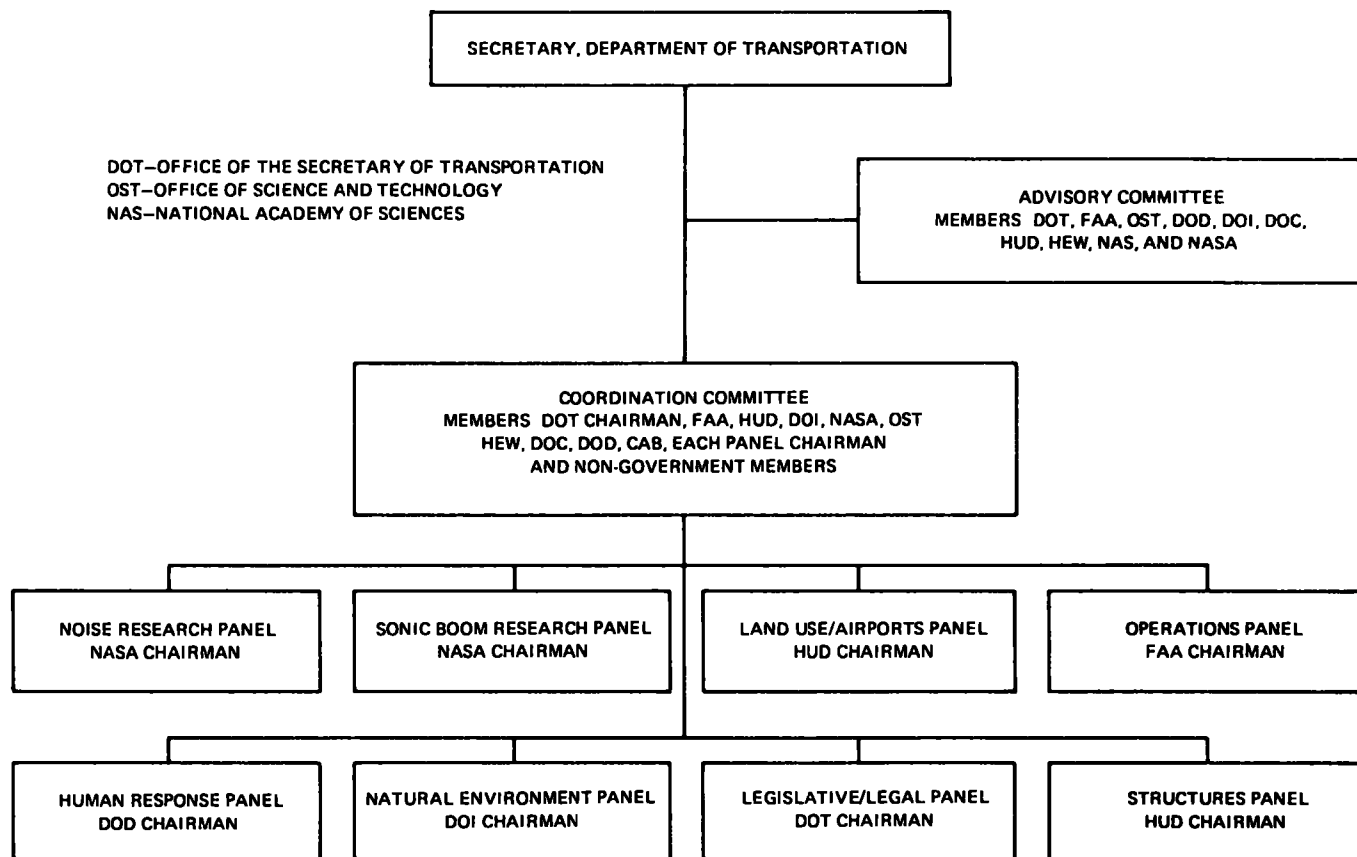 SECRETARY, DEPARTMENT OF TRANSPORTATION
DOT–OFFICE OF THE SECRETARY OF TRANSPORTATION
OST–OFFICE OF SCIENCE AND TECHNOLOGY
NAS–NATIONAL ACADEMY OF SCIENCES
ADVISORY COMMITTEE
MEMBERS DOT, FAA, OST, DOD, DOI, DOC,
HUD, HEW, NAS, AND NASA
COORDINATION COMMITTEE
MEMBERS DOT CHAIRMAN, FAA, HUD, DOI, NASA, OST
HEW, DOC, DOD, CAB, EACH PANEL CHAIRMAN
AND NON-GOVERNMENT MEMBERS
NOISE RESEARCH PANEL
NASA CHAIRMAN
SONIC BOOM RESEARCH PANEL
NASA CHAIRMAN
LAND USE/AIRPORTS PANEL
HUD CHAIRMAN
OPERATIONS PANEL
FAA CHAIRMAN
HUMAN RESPONSE PANEL
DOD CHAIRMAN
NATURAL ENVIRONMENT PANEL
DOI CHAIRMAN
LEGISLATIVE/LEGAL PANEL
DOT CHAIRMAN
STRUCTURES PANEL
HUD CHAIRMAN